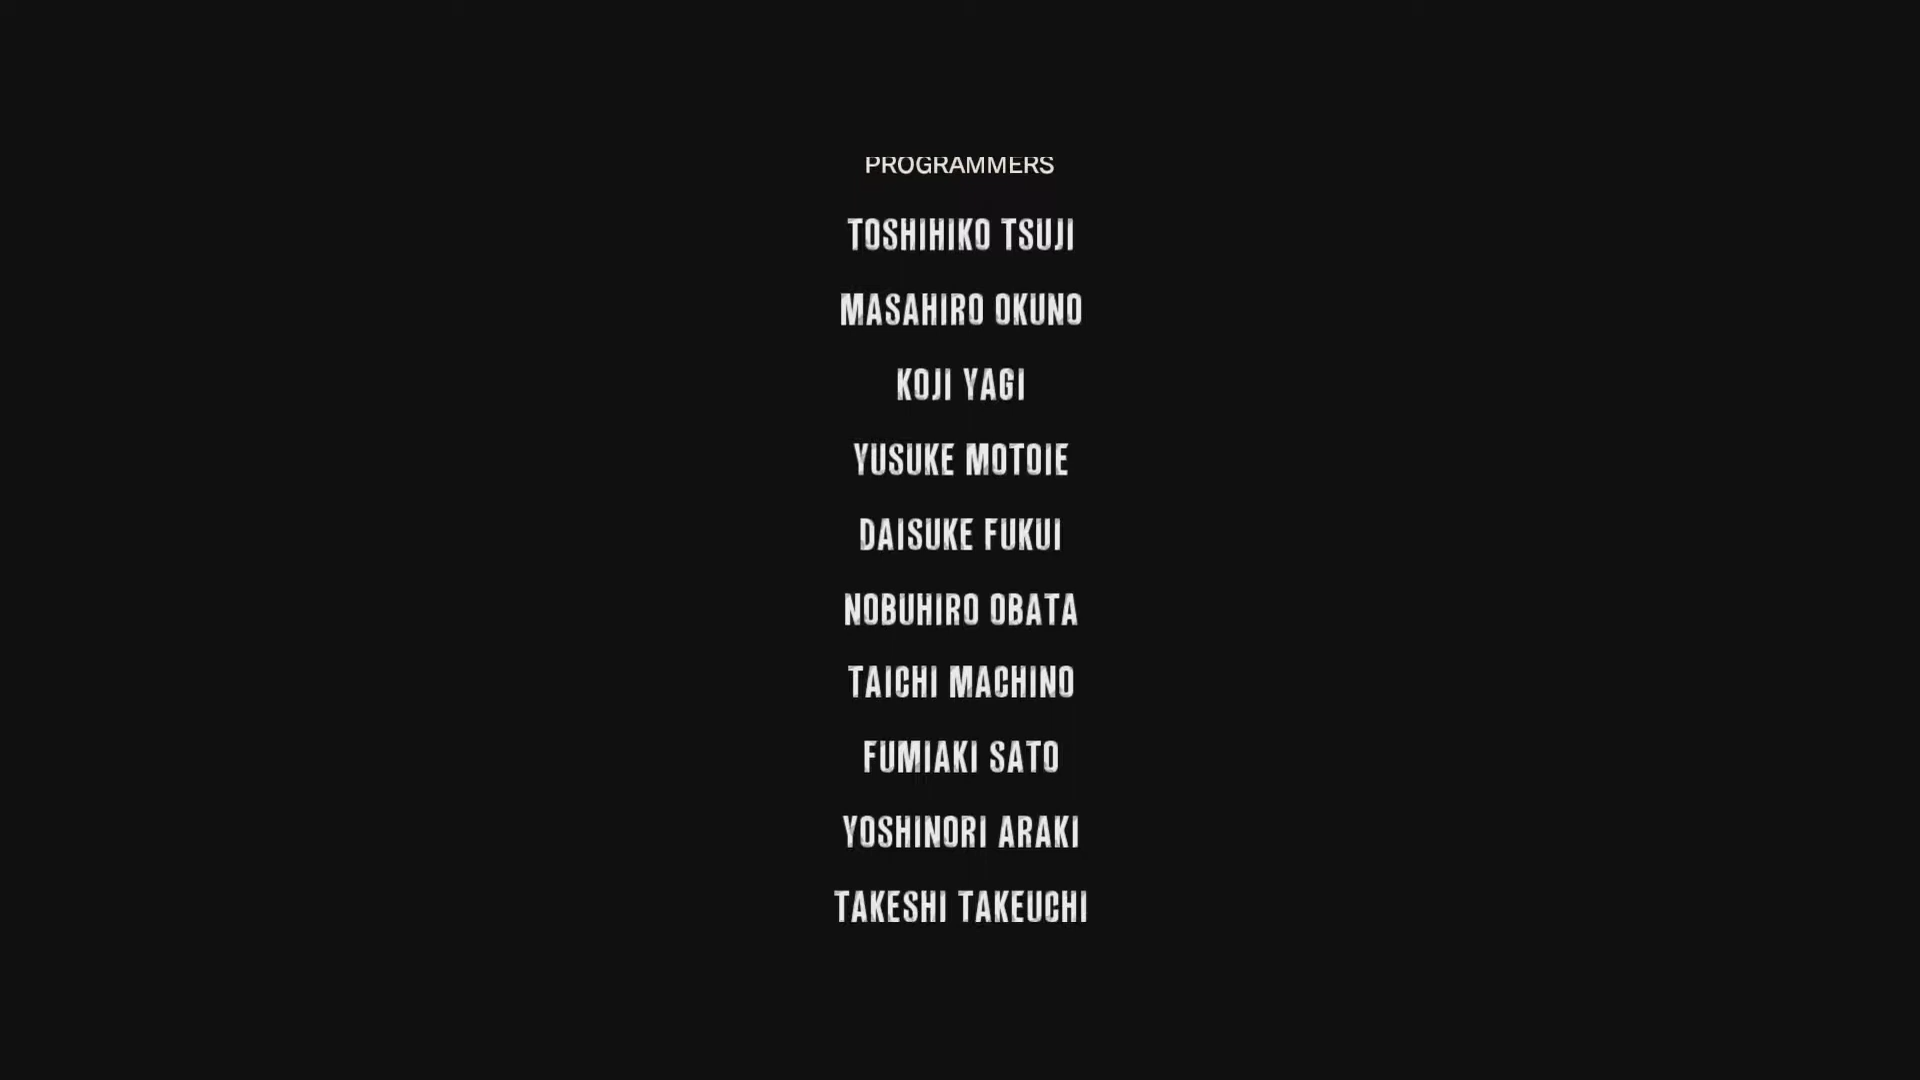 PROGRAMMERS
TOSHIHIKO TSUJI
MASAHIRO OKUNO
KOJI YAGI
YUSUKE MOTOIE
DAISUKE FUKUI
NOBUHIRO OBATA
TAICHI MACHINO
FUMIAKI SATO
YOSHINORI ARAKI
TAKESHI TAKEUCHI